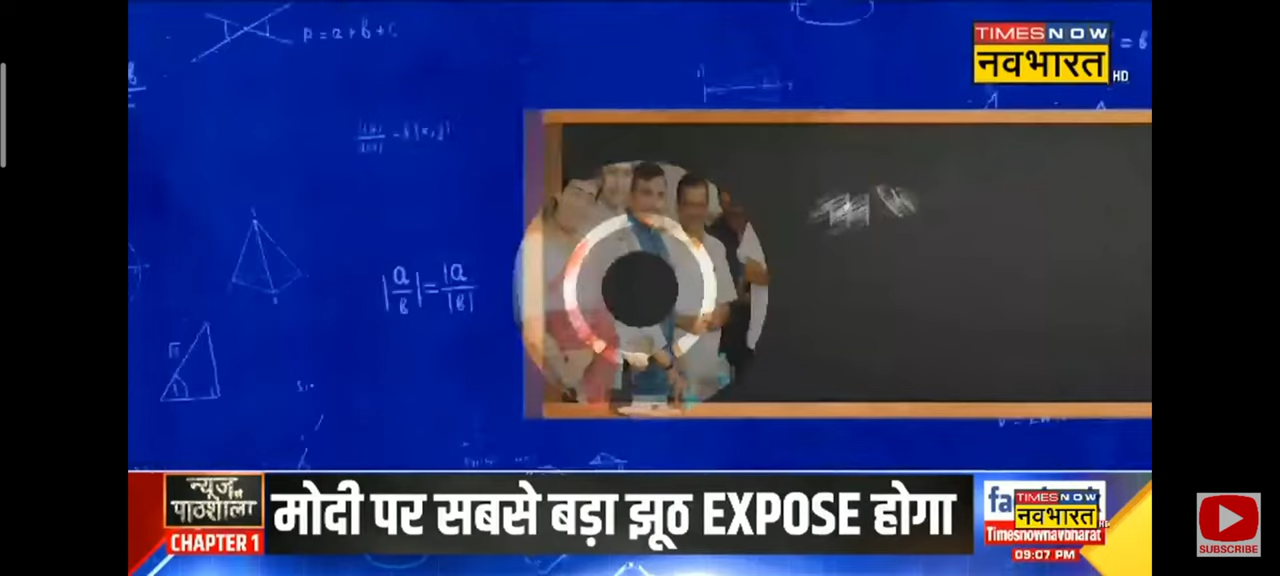 p=a+b+c
TIMES NOW
नवभारत
HD
= 6
|a/b|=|a/|b|
न्यूज़ की
पाठशाला
CHAPTER 1
मोदी पर सबसे बड़ा झूठ EXPOSE होगा
TIMES NOW
नवभारत
Timesnownavbharat
09:07 PM
SUBSCRIBE